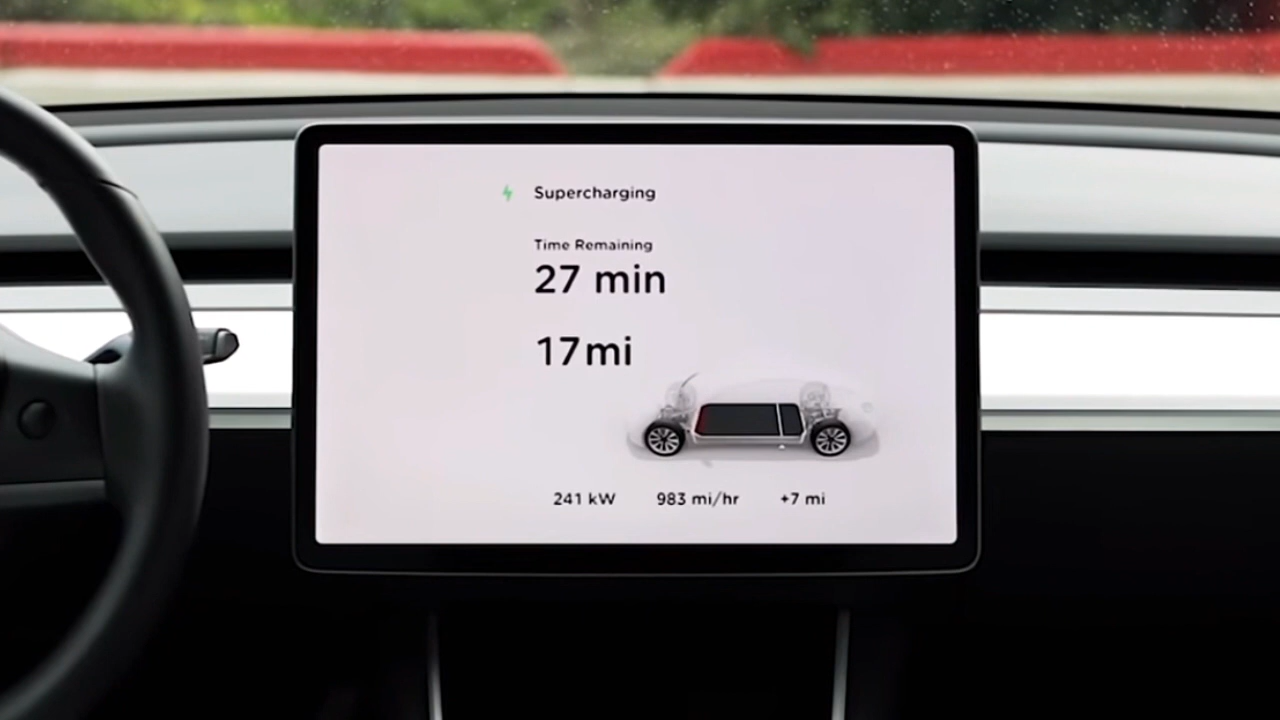 Supercharging
Time Remaining
27 min
17 mi
241 kW 983 mi/hr +7 mi